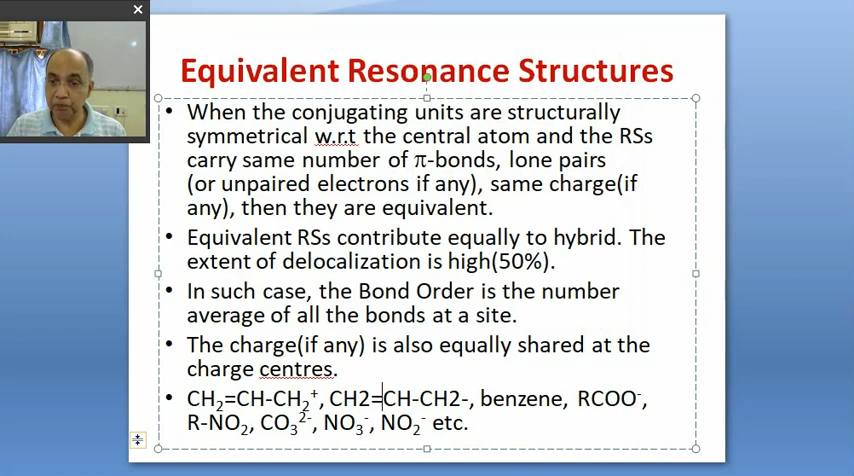 Equivalent Resonance Structures
• When the conjugating units are structurally
symmetrical w.r.t the central atom and the RSs
carry same number of π-bonds, lone pairs
(or unpaired electrons if any), same charge(if
any), then they are equivalent.
• Equivalent RSs contribute equally to hybrid. The
extent of delocalization is high(50%).
• In such case, the Bond Order is the number
average of all the bonds at a site.
• The charge(if any) is also equally shared at the
charge centres.
• CH₂=CH-CH₂⁺, CH2=CH-CH2-, benzene, RCOO⁻,
R-NO₂, CO₃²⁻, NO₃⁻, NO₂⁻ etc.